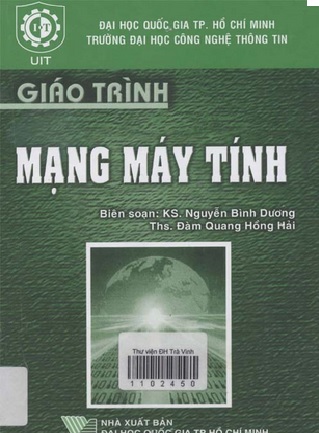 ĐẠI HỌC QUỐC GIA TP. HỒ CHÍ MINH
TRƯỜNG ĐẠI HỌC CÔNG NGHỆ THÔNG TIN
UIT
GIÁO TRÌNH
MẠNG MÁY TÍNH
Biên soạn: KS. Nguyễn Bình Dương
Ths. Đàm Quang Hồng Hải
Thư viện ĐH Trà Vinh
1102450
NHÀ XUẤT BẢN
ĐẠI HỌC QUỐC GIA TP HỒ CHÍ MINH